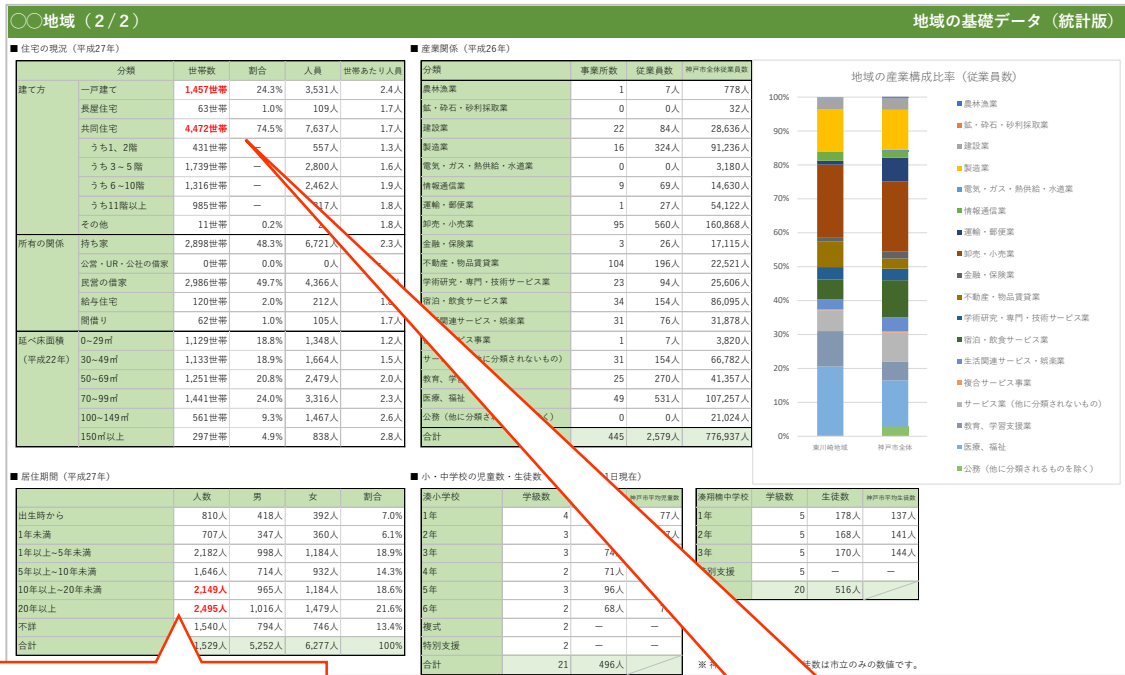 ○○地域（２/２） 地域の基礎データ（統計版）
■ 住宅の現況（平成27年）
分類 世帯数 割合 人員 世帯あたり人員
建て方 一戸建て 1,457世帯 24.3% 3,531人 2.4人
長屋住宅 63世帯 1.0% 109人 1.7人
共同住宅 4,472世帯 74.5% 7,637人 1.7人
うち1、2階 431世帯 557人 1.3人
うち３~５階 1,739世帯 － 2,800人 1.6人
うち６~10階 1,316世帯 － 2,462人 1.9人
うち11階以上 985世帯 － 1.8人
その他 11世帯 0.2% 1.8人
所有の関係 持ち家 2,898世帯 48.3% 6,721人 2.3人
公営・UR・公社の借家 0世帯 0.0% 0人
民営の借家 2,986世帯 49.7% 4,366人
給与住宅 120世帯 2.0% 212人
間借り 62世帯 1.0% 105人 1.7人
延べ床面積 0~29㎡ 1,129世帯 18.8% 1,348人 1.2人
（平成22年） 30~49㎡ 1,133世帯 18.9% 1,664人 1.5人
50~69㎡ 1,251世帯 20.8% 2,479人 2.0人
70~99㎡ 1,441世帯 24.0% 3,316人 2.3人
100~149㎡ 561世帯 9.3% 1,467人 2.6人
150㎡以上 297世帯 4.9% 838人 2.8人
■ 産業関係（平成26年）
分類 事業所数 従業員数 神戸市全体従業員数
農林漁業 1 7人 778人
鉱・砕石・砂利採取業 0 0人 32人
建設業 22 84人 28,636人
製造業 16 324人 91,236人
電気・ガス・熱供給・水道業 0 0人 3,180人
情報通信業 9 69人 14,630人
運輸・郵便業 1 27人 54,122人
卸売・小売業 95 560人 160,868人
金融・保険業 3 26人 17,115人
不動産・物品賃貸業 104 196人 22,521人
学術研究・専門・技術サービス業 23 94人 25,606人
宿泊・飲食サービス業 34 154人 86,095人
関連サービス・娯楽業 31 76人 31,878人
ビス事業 1 7人 3,820人
サー に分類されないもの） 31 154人 66,782人
教育、学 25 270人 41,357人
医療、福祉 49 531人 107,257人
公務（他に分類さ 0 0人 21,024人
合計 445 2,579人 776,937人
地域の産業構成比率（従業員数）
100%
90%
80%
70%
60%
50%
40%
30%
20%
10%
0%
東川崎地域 神戸市全体
農林漁業
鉱・砕石・砂利採取業
建設業
製造業
電気・ガス・熱供給・水道業
情報通信業
運輸・郵便業
卸売・小売業
金融・保険業
不動産・物品賃貸業
学術研究・専門・技術サービス業
宿泊・飲食サービス業
生活関連サービス・娯楽業
複合サービス事業
サービス業（他に分類されないもの）
教育、学習支援業
医療、福祉
公務（他に分類されるものを除く）
■ 居住期間（平成27年）
人数 男 女 割合
出生時から 810人 418人 392人 7.0%
1年未満 707人 347人 360人 6.1%
1年以上~5年未満 2,182人 998人 1,184人 18.9%
5年以上~10年未満 1,646人 714人 932人 14.3%
10年以上~20年未満 2,149人 965人 1,184人 18.6%
20年以上 2,495人 1,016人 1,479人 21.6%
不詳 1,540人 794人 746人 13.4%
合計 1,529人 5,252人 6,277人 100%
■ 小・中学校の児童数・生徒数 1日現在）
湊小学校 学級数 神戸市平均児童数
1年 4 77人
2年 3
3年 3
4年 2 71人
5年 3 96人
6年 2 68人
複式 2 － －
特別支援 2 － －
合計 21 496人
湊翔楠中学校 学級数 生徒数 神戸市平均生徒数
1年 5 178人 137人
2年 5 168人 141人
3年 5 170人 144人
別支援 5 － －
20 516人
※ 徒数は市立のみの数値です。